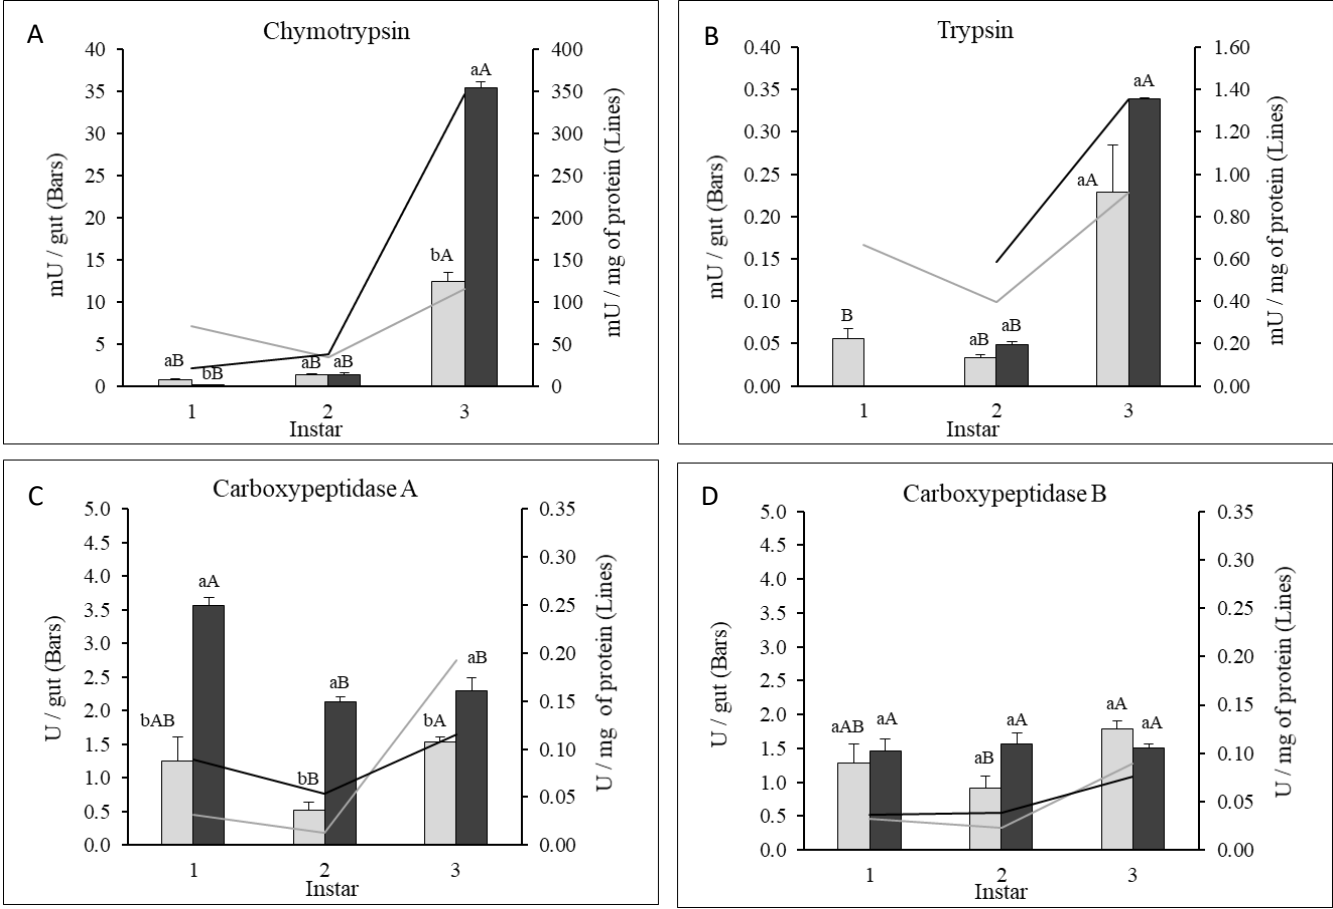 A
Chymotrypsin
40
35
30
25
20
15
10
5
0
mU / gut (Bars)
400
350
300
250
200
150
100
50
0
mU / mg of protein (Lines)
aB
bB
aB
aB
bA
aA
1
2
3
Instar
B
Trypsin
0.40
0.35
0.30
0.25
0.20
0.15
0.10
0.05
0.00
mU / gut (Bars)
1.60
1.40
1.20
1.00
0.80
0.60
0.40
0.20
0.00
mU / mg of protein (Lines)
B
aB
aB
aA
aA
1
2
3
Instar
C
Carboxypeptidase A
5.0
4.5
4.0
3.5
3.0
2.5
2.0
1.5
1.0
0.5
0.0
U / gut (Bars)
0.35
0.30
0.25
0.20
0.15
0.10
0.05
0.00
U / mg of protein (Lines)
bAB
aA
bB
aB
bA
aB
1
2
3
Instar
D
Carboxypeptidase B
5.0
4.5
4.0
3.5
3.0
2.5
2.0
1.5
1.0
0.5
0.0
U / gut (Bars)
0.35
0.30
0.25
0.20
0.15
0.10
0.05
0.00
U / mg of protein (Lines)
aAB
aA
aB
aA
aA
aA
1
2
3
Instar